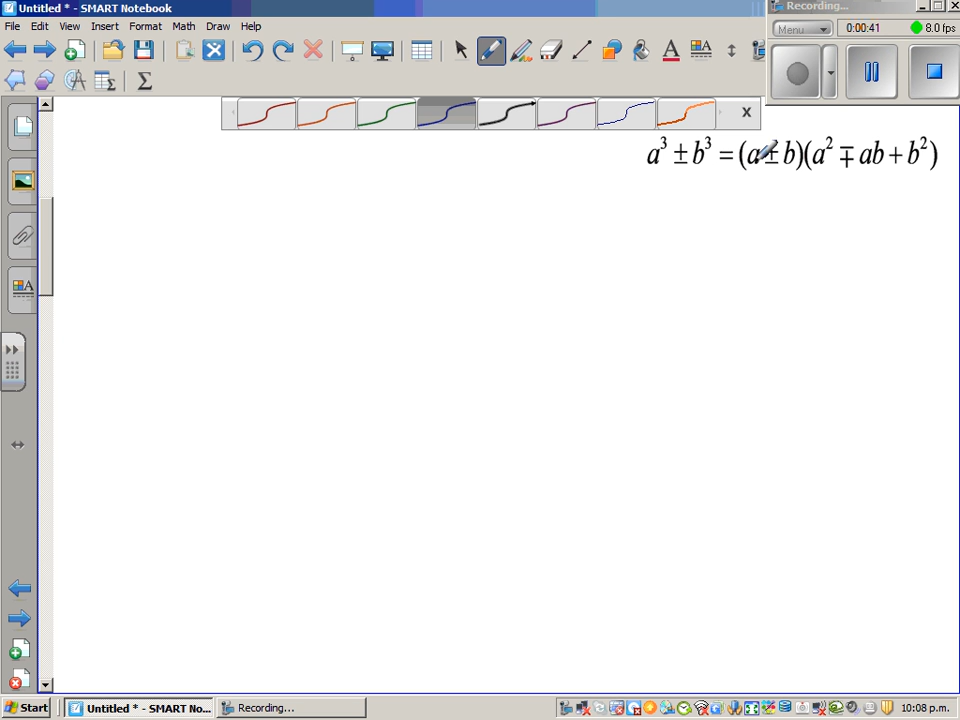 Untitled * - SMART Notebook
Recording...
File Edit View Insert Format Math Draw Help
Menu
0:00:41
8.0 fps
x
a³ ± b³ = (a ± b)(a² ∓ ab + b²)
Start
Untitled * - SMART No...
Recording...
10:08 p.m.